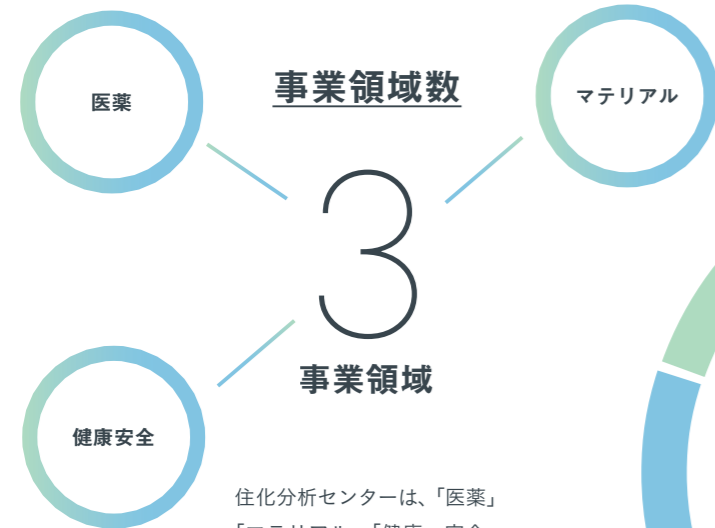 医薬
事業領域数
マテリアル
3
事業領域
健康安全
住化分析センターは、「医薬」